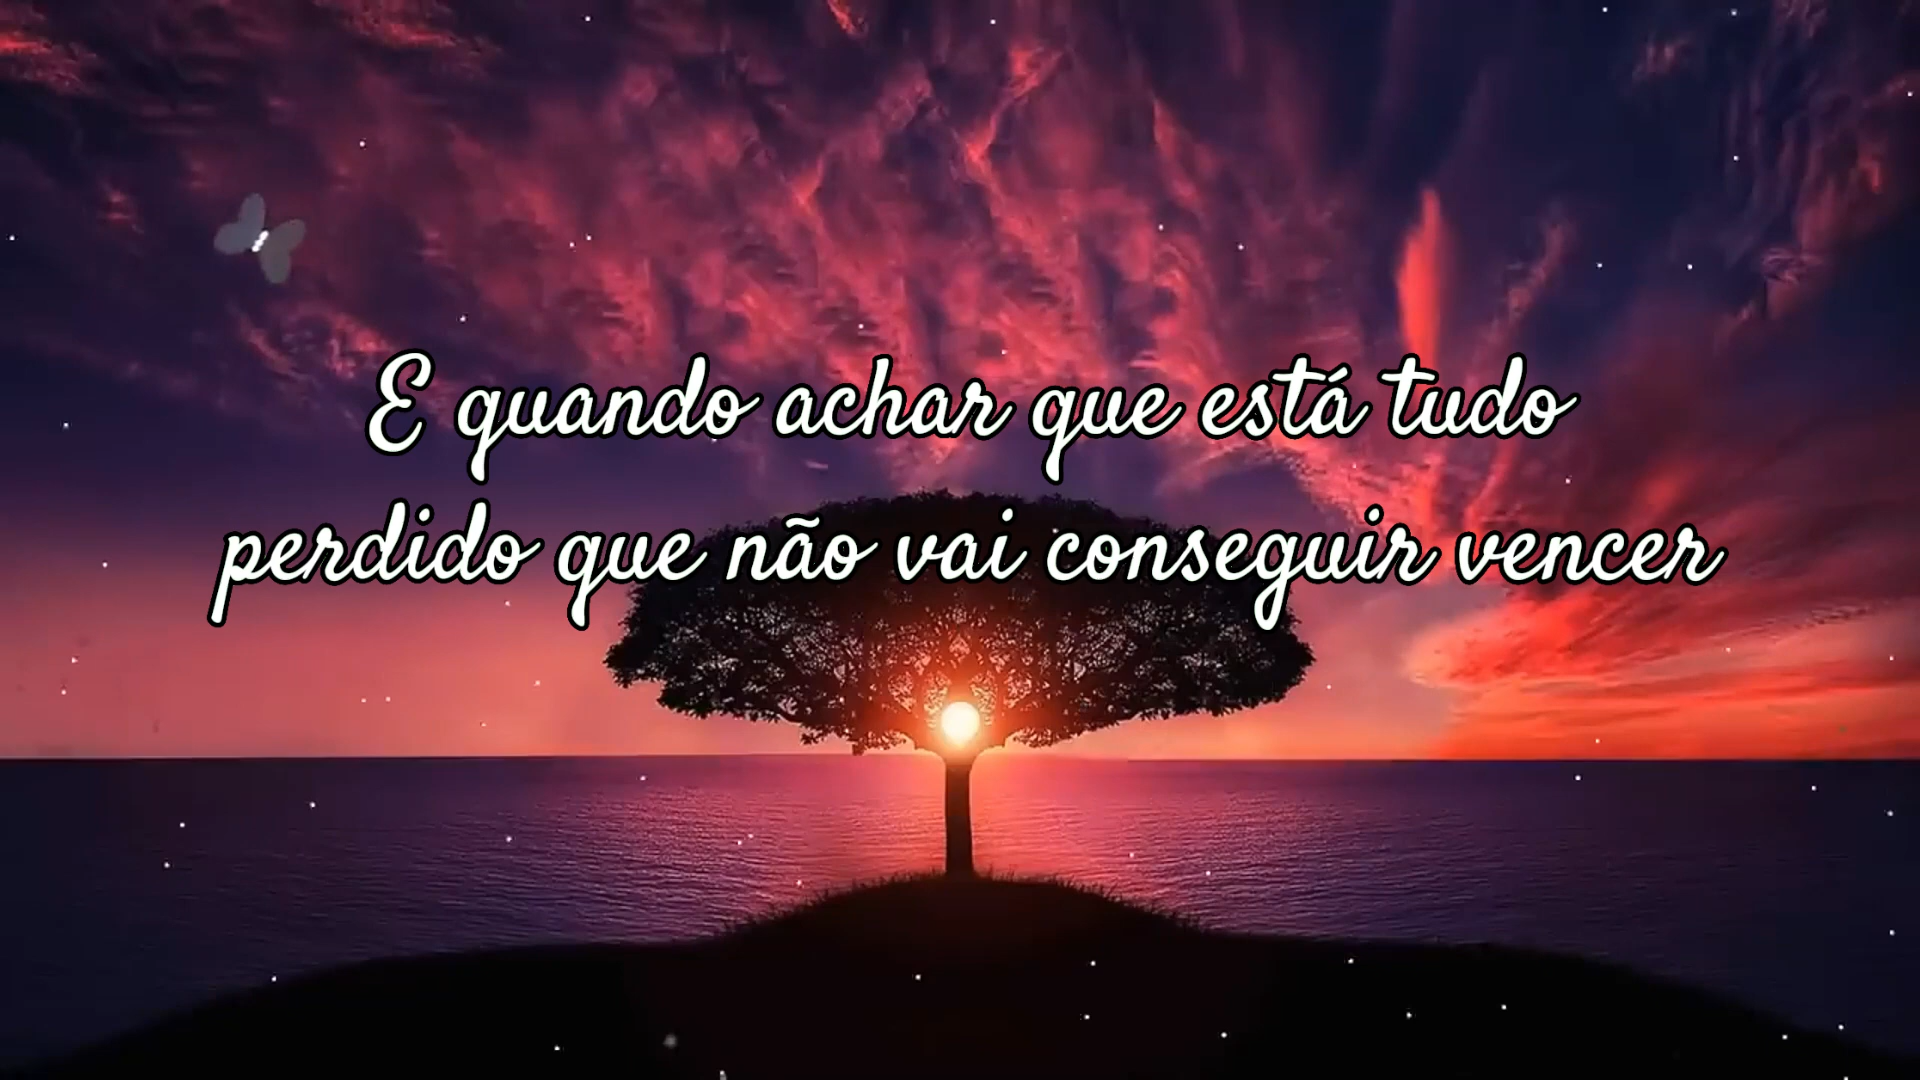 E quando achar que está tudo
perdido que não vai conseguir vencer